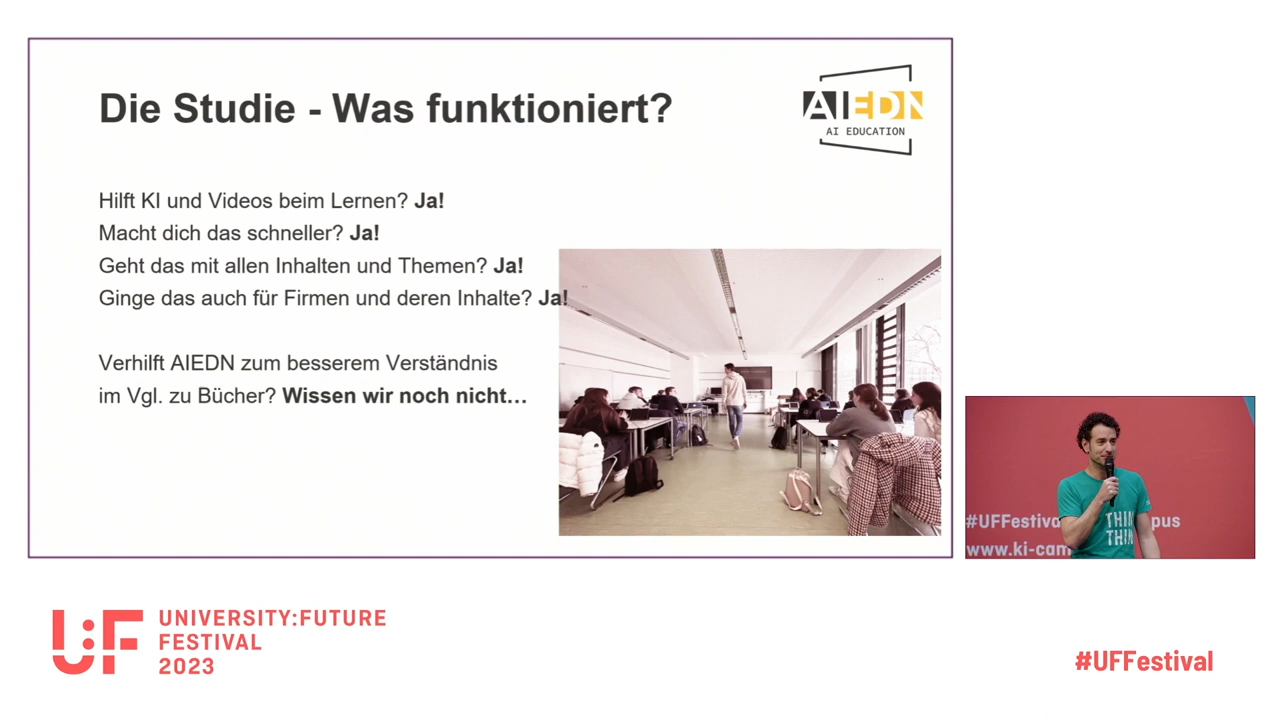 Die Studie - Was funktioniert?
AIEDN
AI EDUCATION
Hilft KI und Videos beim Lernen? Ja!
Macht dich das schneller? Ja!
Geht das mit allen Inhalten und Themen? Ja!
Ginge das auch für Firmen und deren Inhalte? Ja!
Verhilft AIEDN zum besserem Verständnis
im Vgl. zu Bücher? Wissen wir noch nicht...
#UFFestiva
pus
www.ki-cam
THIN
THIN
U:F
UNIVERSITY:FUTURE
FESTIVAL
2023
#UFFestival